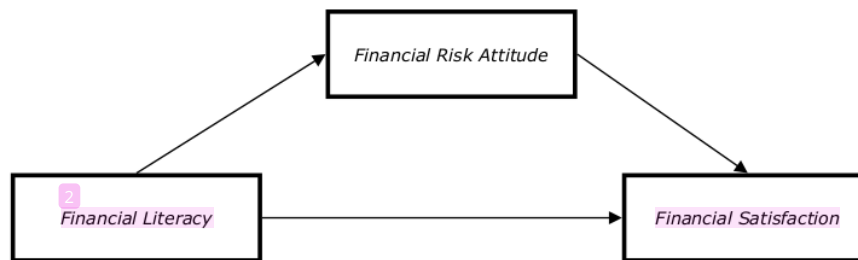 Financial Risk Attitude
2
Financial Literacy
Financial Satisfaction